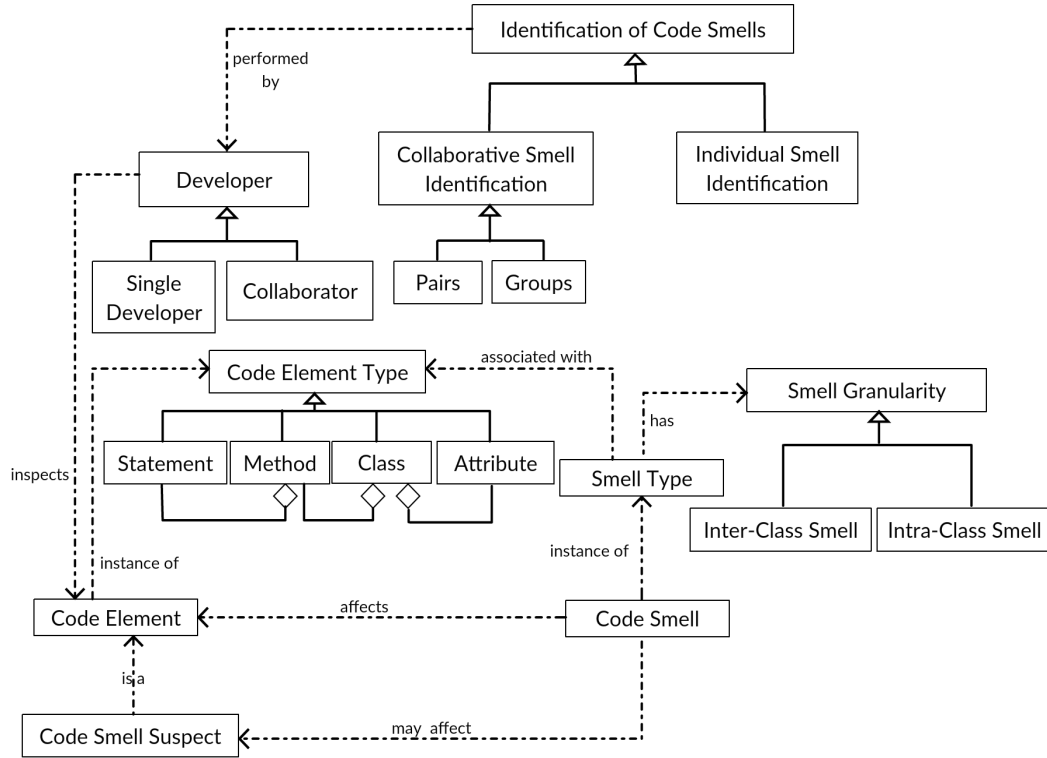 Identification of Code Smells
performed
by
Developer
Collaborative Smell
Identification
Individual Smell
Identification
Single
Developer
Collaborator
Pairs
Groups
Code Element Type
associated with
Smell Granularity
has
Statement
Method
Class
Attribute
Smell Type
inspects
Inter-Class Smell
Intra-Class Smell
instance of
instance of
Code Element
affects
Code Smell
is a
Code Smell Suspect
may affect